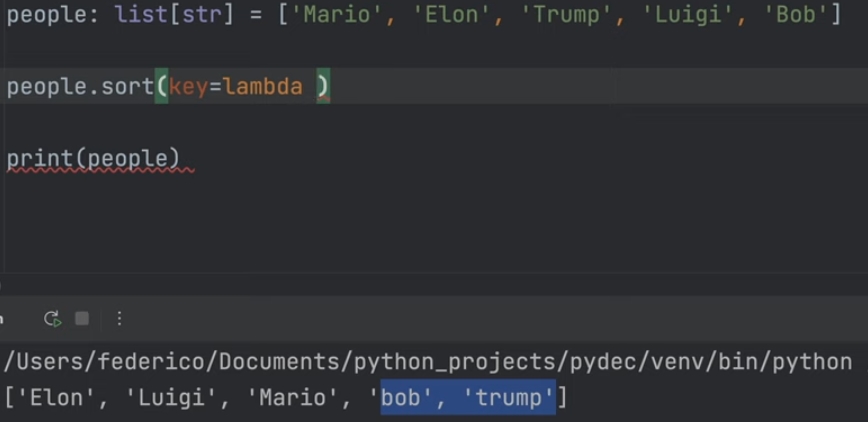 people: list[str] = ['Mario', 'Elon', 'Trump', 'Luigi', 'Bob']
people.sort(key=lambda )
print(people)
/Users/federico/Documents/python_projects/pydec/venv/bin/python
['Elon', 'Luigi', 'Mario', 'bob', 'trump']